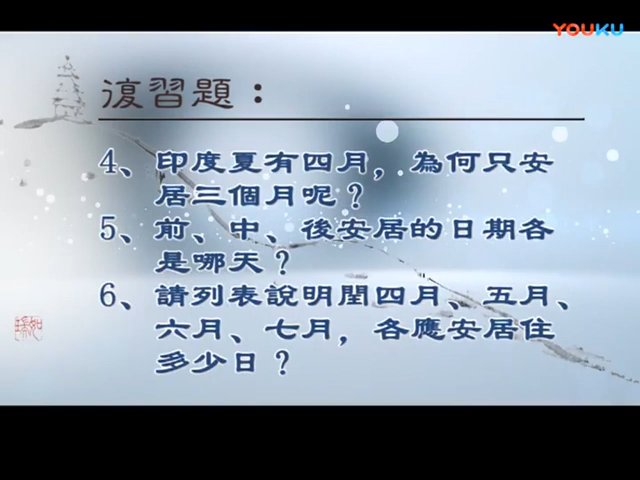 YOUKU
復習題：
4、印度夏有四月，為何只安
居三個月呢？
5、前、中、後安居的日期各
是哪天？
6、請列表說明閏四月、五月、
六月、七月，各應安居住
多少日？